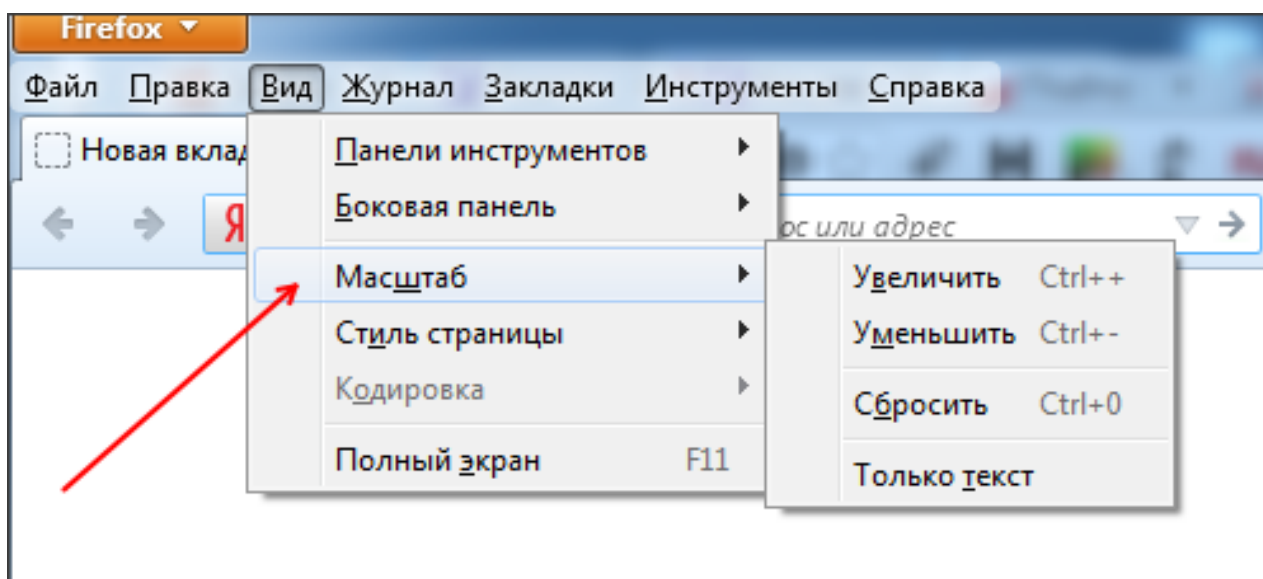 Firefox
Файл Правка Вид Журнал Закладки Инструменты Справка
Новая вклад
Панели инструментов
Боковая панель
Я ос или адрес
Масштаб
Увеличить Ctrl++
Стиль страницы
Уменьшить Ctrl+-
Кодировка
Сбросить Ctrl+0
Полный экран F11
Только текст